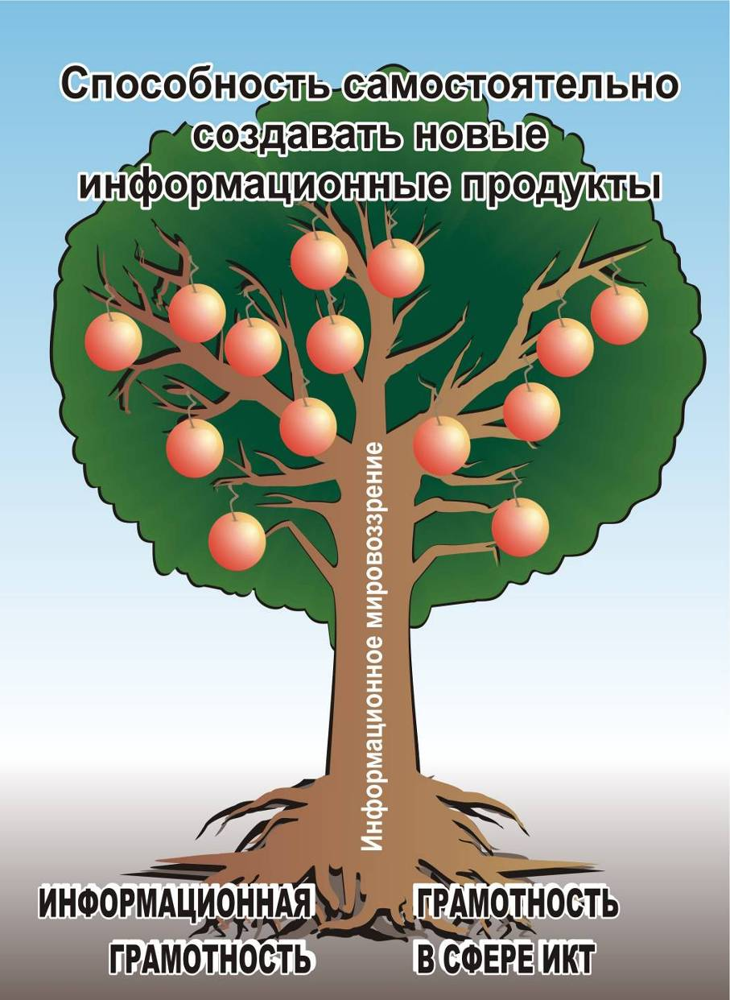 Способность самостоятельно
создавать новые
информационные продукты
Информационное мировоззрение
ИНФОРМАЦИОННАЯ
ГРАМОТНОСТЬ
ГРАМОТНОСТЬ
В СФЕРЕ ИКТ